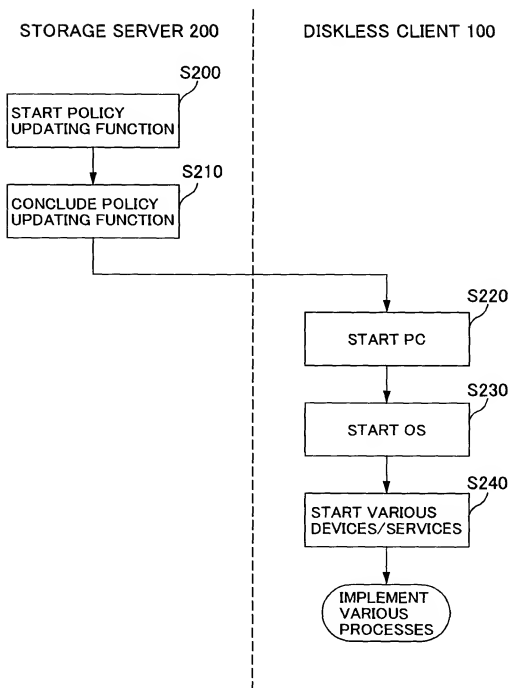 STORAGE SERVER 200
DISKLESS CLIENT 100
S200
START POLICY
UPDATING FUNCTION
S210
CONCLUDE POLICY
UPDATING FUNCTION
S220
START PC
S230
START OS
S240
START VARIOUS
DEVICES/SERVICES
IMPLEMENT
VARIOUS
PROCESSES